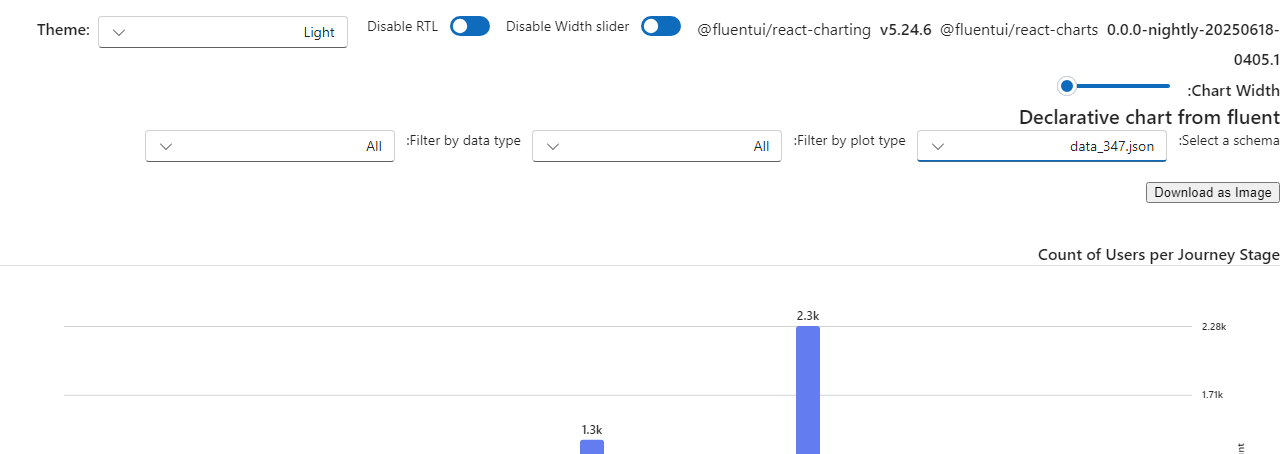 Theme: Light Disable RTL Disable Width slider @fluentui/react-charting v5.24.6 @fluentui/react-charts 0.0.0-nightly-20250618-
0405.1
:Chart Width
Declarative chart from fluent
:Select a schema data_347.json :Filter by plot type All :Filter by data type All
Download as Image
Count of Users per Journey Stage
2.3k
2.28k
1.71k
1.3k